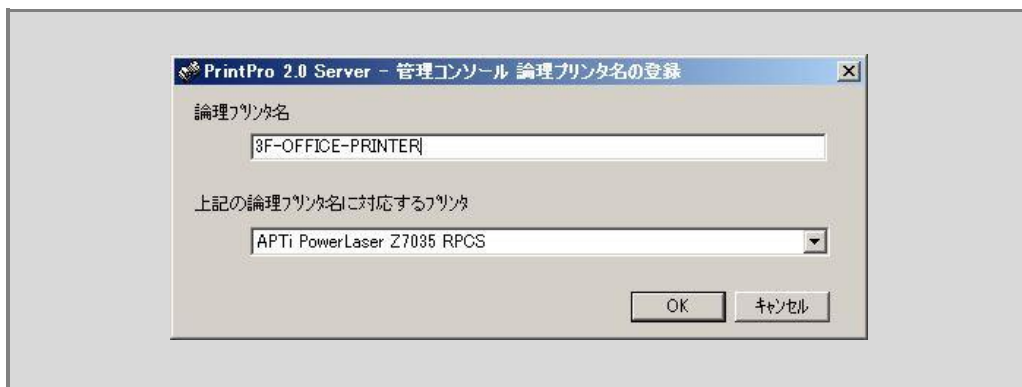 PrintPro 2.0 Server - 管理コンソール 論理プリンタ名の登録
論理プリンタ名
3F-OFFICE-PRINTER
上記の論理プリンタ名に対応するプリンタ
APTi PowerLaser Z7035 RPCS
OK キャンセル